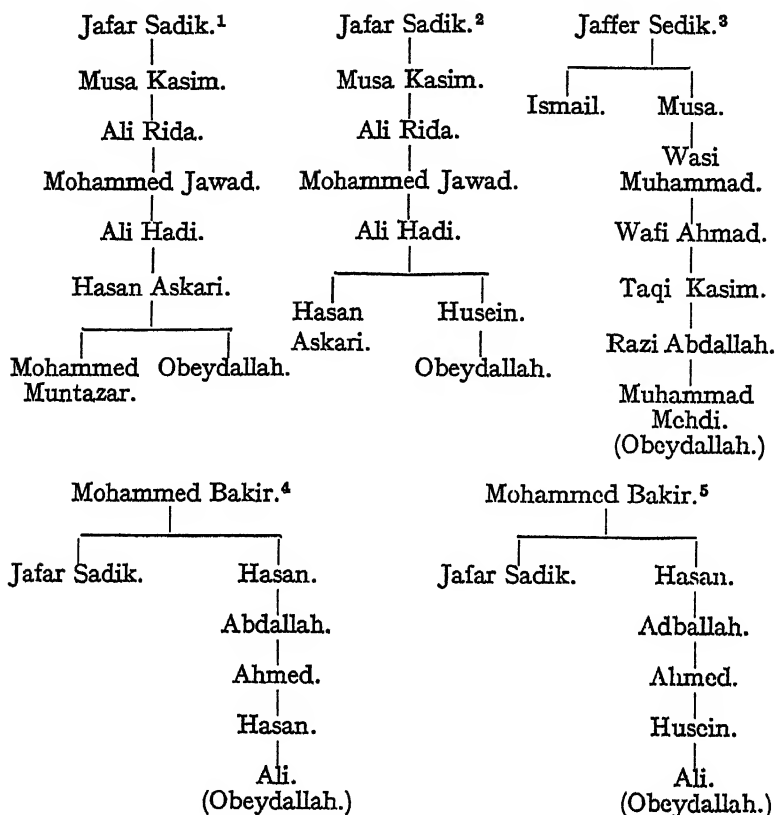 Jafar Sadik.¹ Jafar Sadik.² Jaffer Sedik.³
Musa Kasim. Musa Kasim. Ismail. Musa.
Ali Rida. Ali Rida. Wasi
Mohammed Jawad. Mohammed Jawad. Muhammad.
Ali Hadi. Ali Hadi. Wafi Ahmad.
Hasan Askari. Hasan Husein. Taqi Kasim.
Askari. Razi Abdallah.
Mohammed Obeydallah. Obeydallah. Muhammad
Muntazar. Mehdi.
(Obeydallah.)
Mohammed Bakir.⁴ Mohammed Bakir.⁵
Jafar Sadik. Hasan. Jafar Sadik. Hasan.
Abdallah. Adballah.
Ahmed. Ahmed.
Hasan. Husein.
Ali. Ali.
(Obeydallah.) (Obeydallah.)